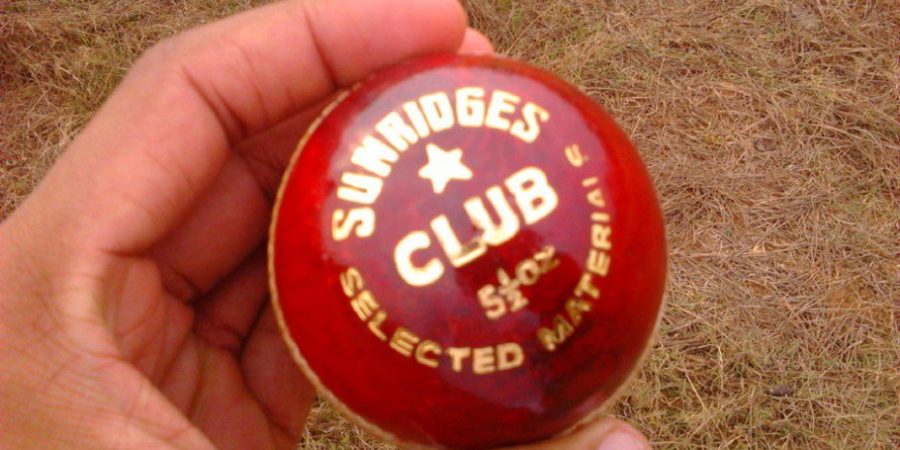 SUNRIDGES
CLUB
5½oz
SELECTED MATERIAL